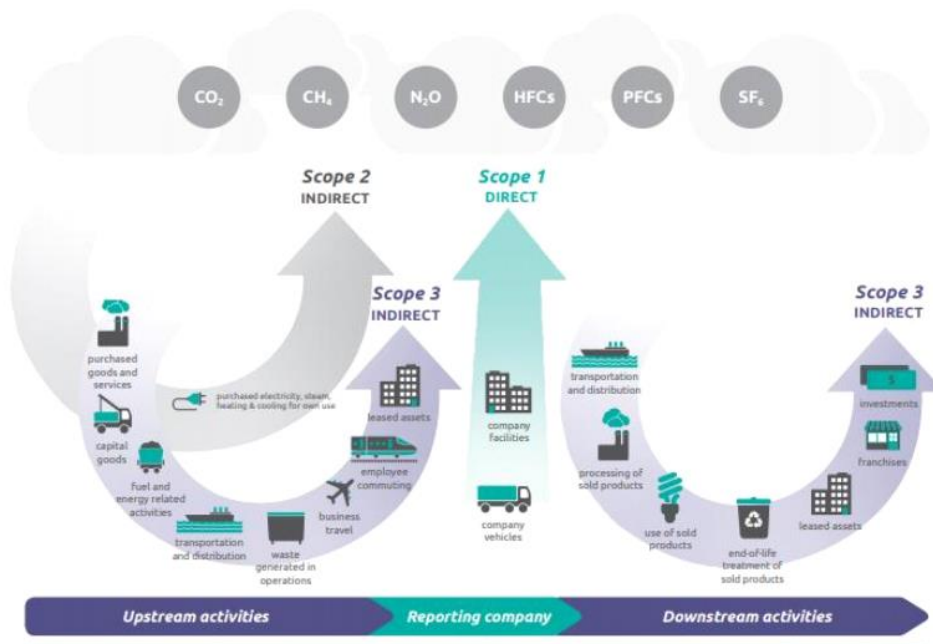 CO₂ CH₄ N₂O HFCs PFCs SF₆
Scope 2
INDIRECT
Scope 1
DIRECT
Scope 3
INDIRECT
Scope 3
INDIRECT
purchased
goods and
services
capital
goods
fuel and
energy related
activities
transportation
and distribution
waste
generated in
operations
business
travel
employee
commuting
leased assets
purchased electricity, steam,
heating & cooling for own use
company
facilities
company
vehicles
transportation
and distribution
processing of
sold products
use of sold
products
end-of-life
treatment of
sold products
leased assets
franchises
investments
$
Upstream activities
Reporting company
Downstream activities